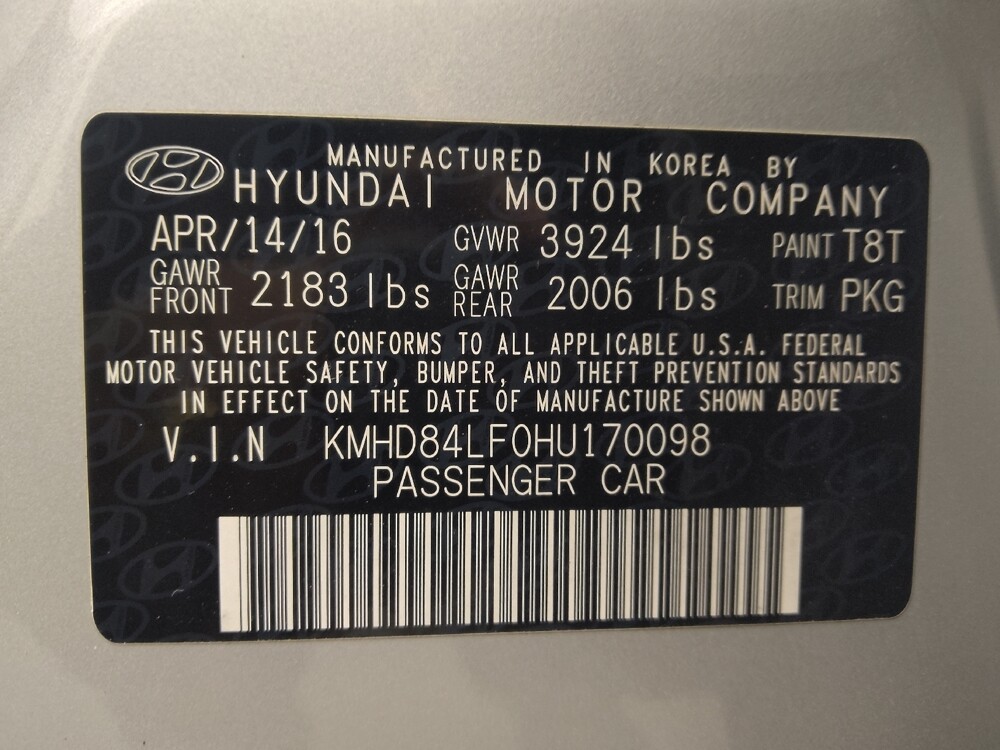 MANUFACTURED IN KOREA BY
HYUNDAI MOTOR COMPANY
APR/14/16 GVWR 3924 lbs PAINT T8T
GAWR FRONT 2183 lbs GAWR REAR 2006 lbs TRIM PKG
THIS VEHICLE CONFORMS TO ALL APPLICABLE U.S.A. FEDERAL
MOTOR VEHICLE SAFETY, BUMPER, AND THEFT PREVENTION STANDARDS
IN EFFECT ON THE DATE OF MANUFACTURE SHOWN ABOVE
V.I.N KMHD84LF0HU170098
PASSENGER CAR